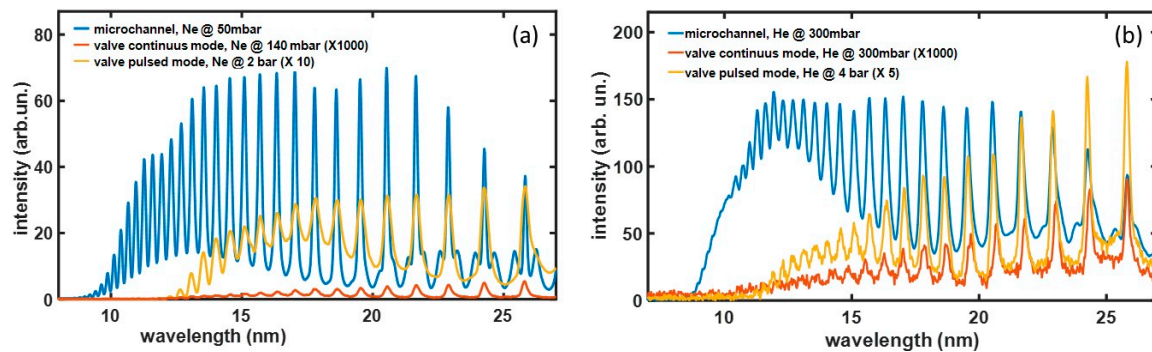 (a)
microchannel, Ne @ 50mbar
valve continuus mode, Ne @ 140 mbar (X1000)
valve pulsed mode, Ne @ 2 bar (X 10)
80
60
40
20
0
intensity (arb.un.)
10
15
20
25
wavelength (nm)
(b)
microchannel, He @ 300mbar
valve continuus mode, He @ 300mbar (X1000)
valve pulsed mode, He @ 4 bar (X 5)
200
150
100
50
0
intensity (arb. un.)
10
15
20
25
wavelength (nm)